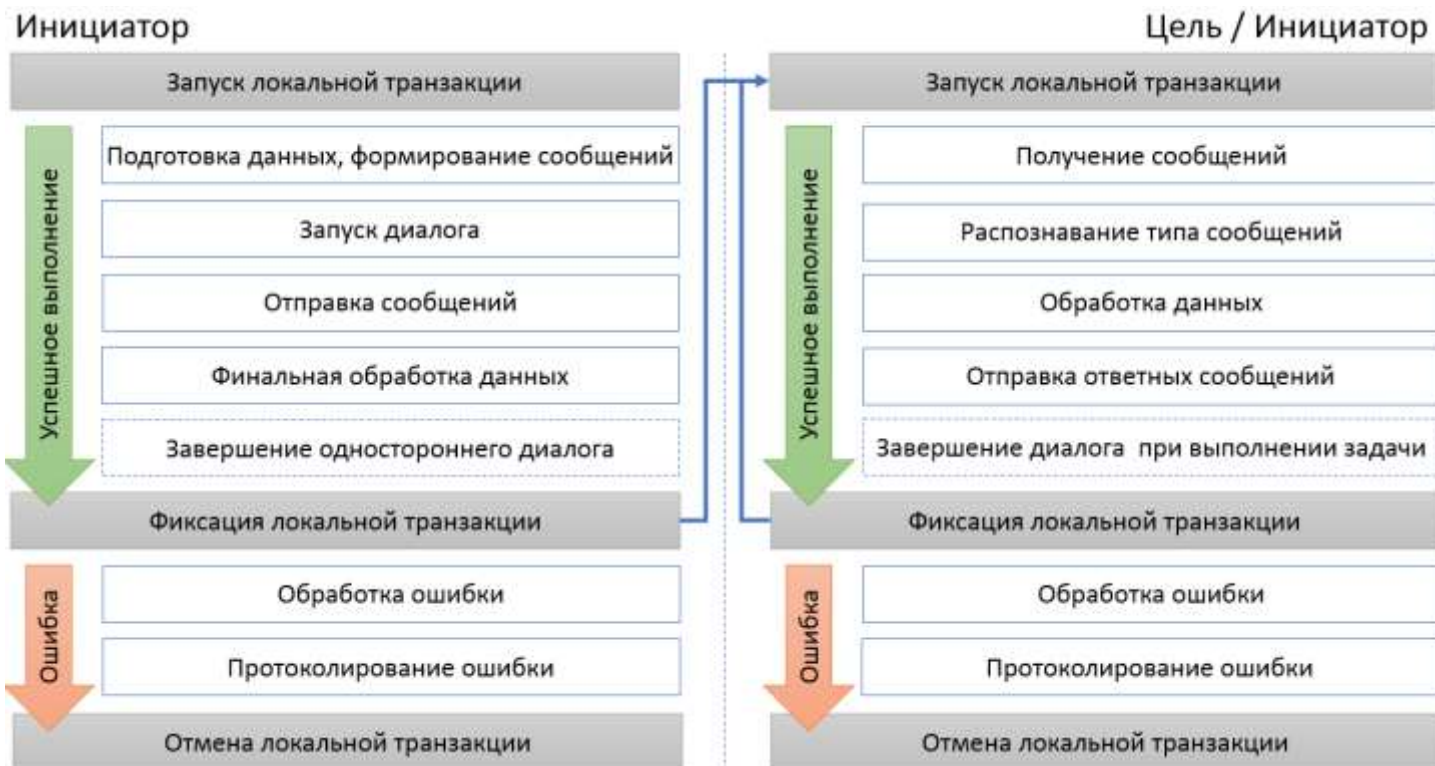 Инициатор
Запуск локальной транзакции
Успешное выполнение
Подготовка данных, формирование сообщений
Запуск диалога
Отправка сообщений
Финальная обработка данных
Завершение одностороннего диалога
Фиксация локальной транзакции
Ошибка
Обработка ошибки
Протоколирование ошибки
Отмена локальной транзакции
Цель / Инициатор
Запуск локальной транзакции
Успешное выполнение
Получение сообщений
Распознавание типа сообщений
Обработка данных
Отправка ответных сообщений
Завершение диалога при выполнении задачи
Фиксация локальной транзакции
Ошибка
Обработка ошибки
Протоколирование ошибки
Отмена локальной транзакции